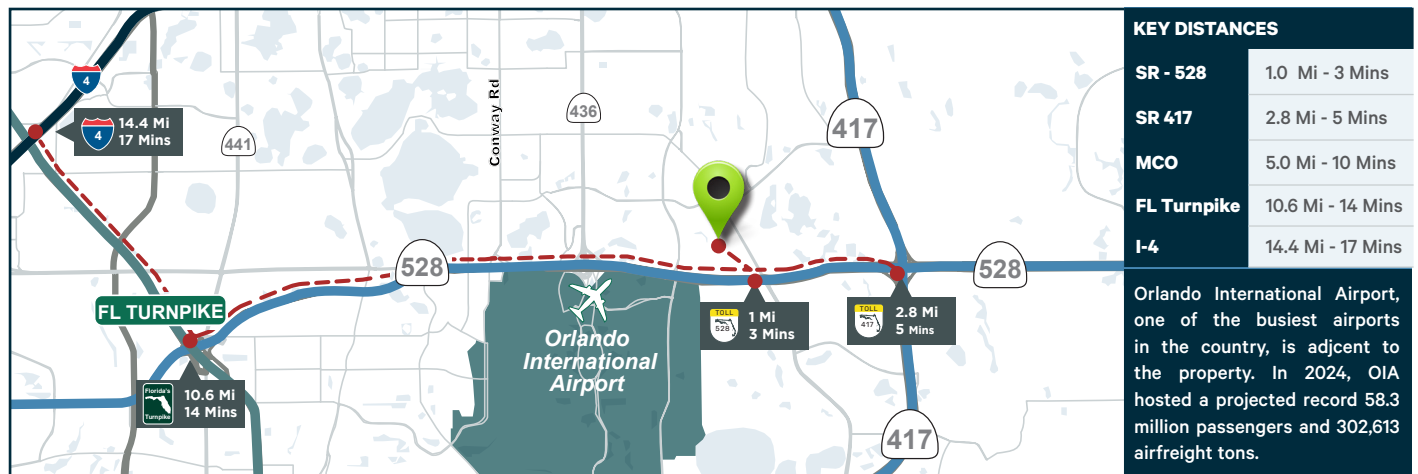 4
14.4 Mi
17 Mins
4
441
Conway Rd
436
417
528
528
FL TURNPIKE
Florida's
Turnpike
10.6 Mi
14 Mins
Orlando
International
Airport
TOLL
528
1 Mi
3 Mins
TOLL
417
2.8 Mi
5 Mins
417
KEY DISTANCES
SR - 528 1.0 Mi - 3 Mins
SR 417 2.8 Mi - 5 Mins
MCO 5.0 Mi - 10 Mins
FL Turnpike 10.6 Mi - 14 Mins
I-4 14.4 Mi - 17 Mins
Orlando International Airport,
one of the busiest airports
in the country, is adjcent to
the property. In 2024, OIA
hosted a projected record 58.3
million passengers and 302,613
airfreight tons.